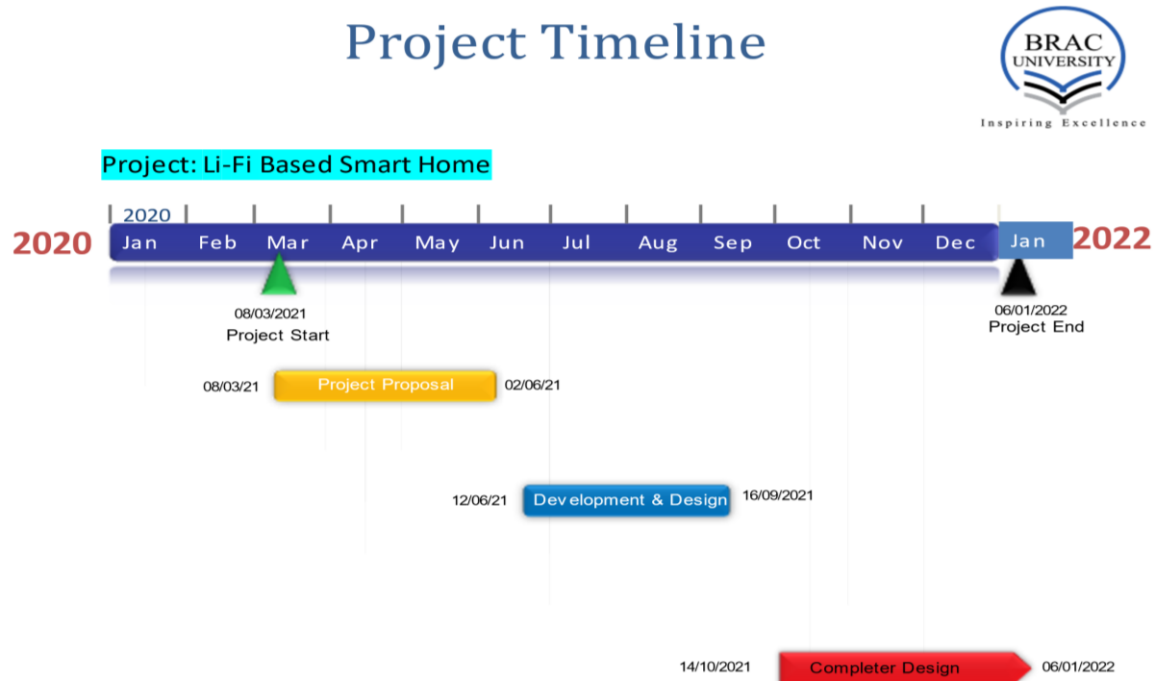 Project Timeline
BRAC
UNIVERSITY
Inspiring Excellence
Project: Li-Fi Based Smart Home
2020
2020 Jan Feb Mar Apr May Jun Jul Aug Sep Oct Nov Dec Jan 2022
08/03/2021
Project Start
06/01/2022
Project End
08/03/21 Project Proposal 02/06/21
12/06/21 Development & Design 16/09/2021
14/10/2021 Completer Design 06/01/2022